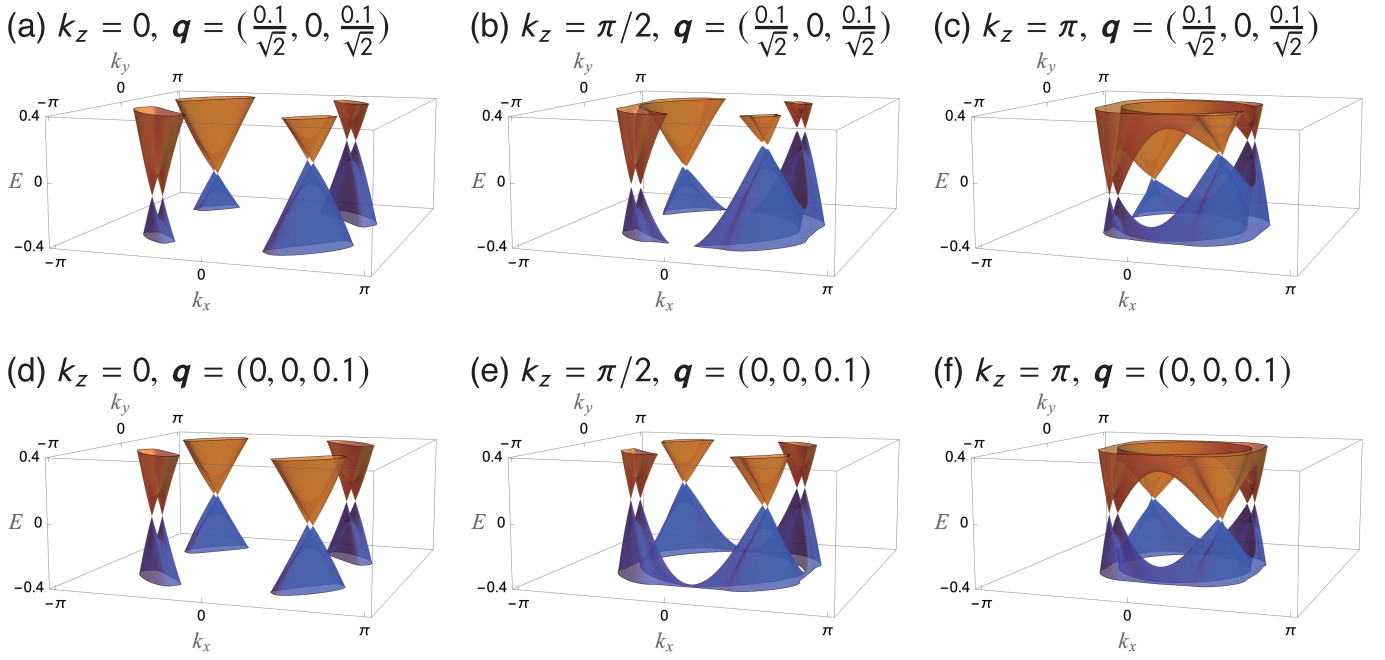 (a) k_z = 0, q = (0.1/√2, 0, 0.1/√2)
k_y
−π 0 π
0.4
E 0
−0.4
−π 0 π
k_x
(b) k_z = π/2, q = (0.1/√2, 0, 0.1/√2)
k_y
−π 0 π
0.4
E 0
−0.4
−π 0 π
k_x
(c) k_z = π, q = (0.1/√2, 0, 0.1/√2)
k_y
−π 0 π
0.4
E 0
−0.4
−π 0 π
k_x
(d) k_z = 0, q = (0, 0, 0.1)
k_y
−π 0 π
0.4
E 0
−0.4
−π 0 π
k_x
(e) k_z = π/2, q = (0, 0, 0.1)
k_y
−π 0 π
0.4
E 0
−0.4
−π 0 π
k_x
(f) k_z = π, q = (0, 0, 0.1)
k_y
−π 0 π
0.4
E 0
−0.4
−π 0 π
k_x